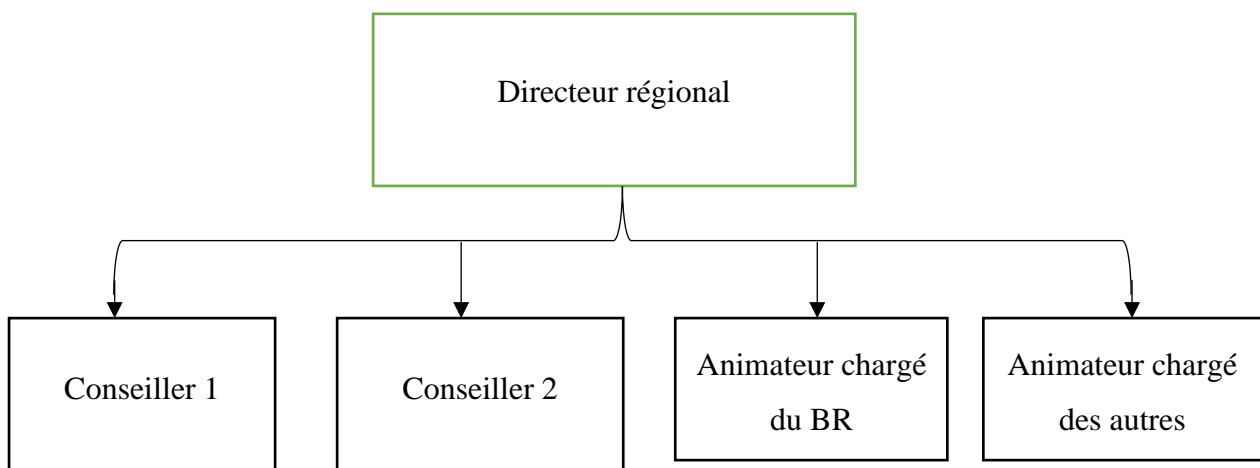 Directeur régional
Conseiller 1
Conseiller 2
Animateur chargé
du BR
Animateur chargé
des autres